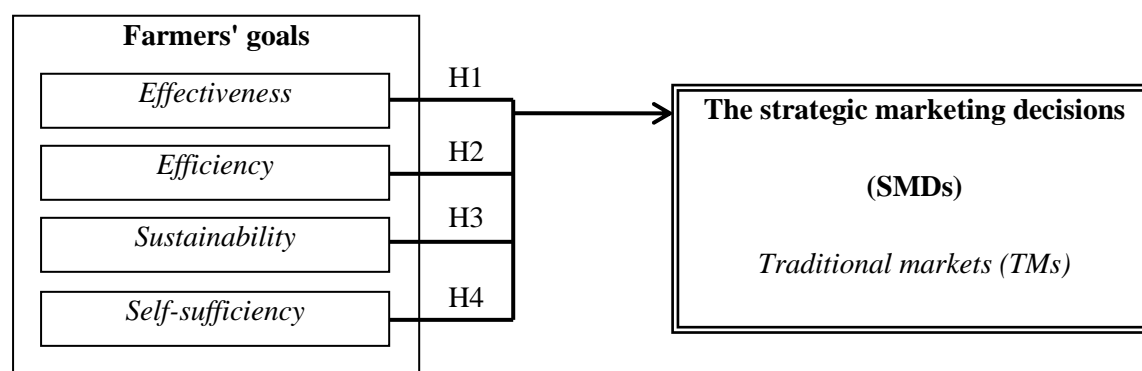 Farmers' goals
Effectiveness
H1
Efficiency
H2
Sustainability
H3
Self-sufficiency
H4
The strategic marketing decisions
(SMDs)
Traditional markets (TMs)